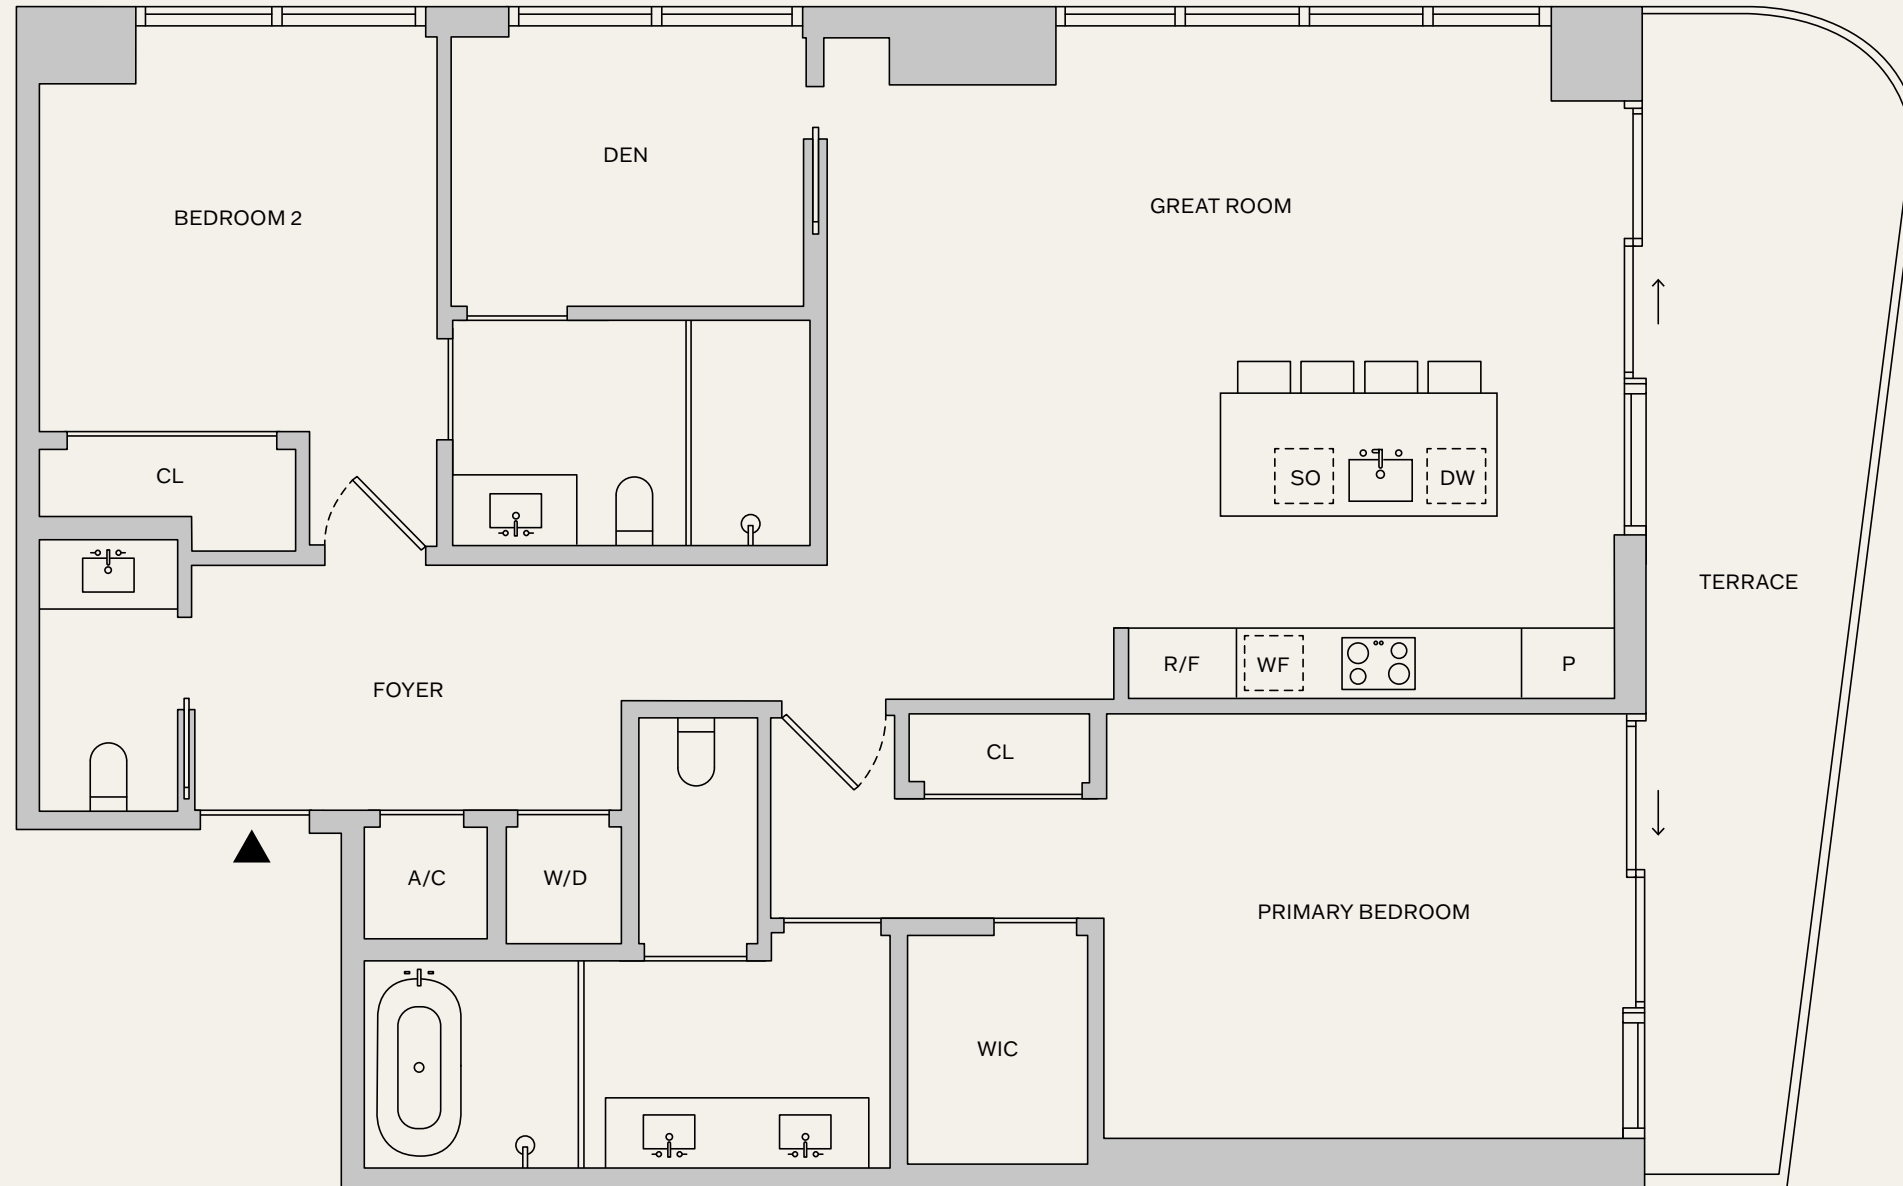 DEN
GREAT ROOM
BEDROOM 2
CL
SO
DW
TERRACE
R/F
WF
P
FOYER
CL
A/C
W/D
PRIMARY BEDROOM
WIC